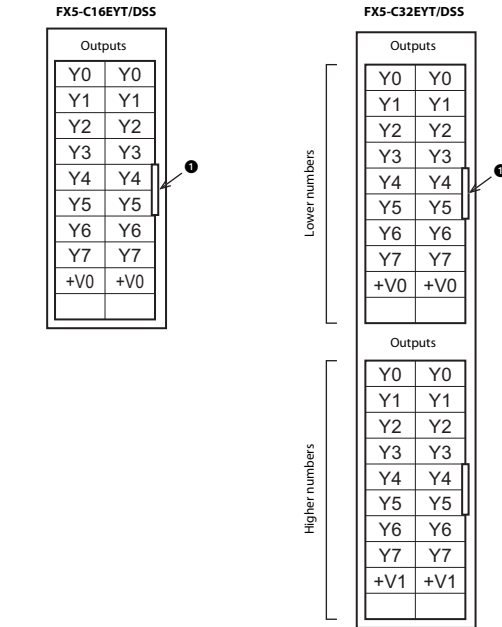 FX5-C16EYT/DSS
Outputs
Y0 Y0
Y1 Y1
Y2 Y2
Y3 Y3
Y4 Y4
Y5 Y5
Y6 Y6
Y7 Y7
+V0 +V0
❶
FX5-C32EYT/DSS
Outputs
Lower numbers
Y0 Y0
Y1 Y1
Y2 Y2
Y3 Y3
Y4 Y4
Y5 Y5
Y6 Y6
Y7 Y7
+V0 +V0
❶
Outputs
Higher numbers
Y0 Y0
Y1 Y1
Y2 Y2
Y3 Y3
Y4 Y4
Y5 Y5
Y6 Y6
Y7 Y7
+V1 +V1